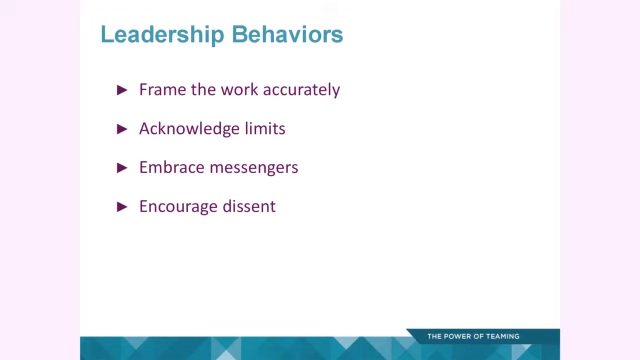 Leadership Behaviors
► Frame the work accurately
► Acknowledge limits
► Embrace messengers
► Encourage dissent
THE POWER OF TEAMING